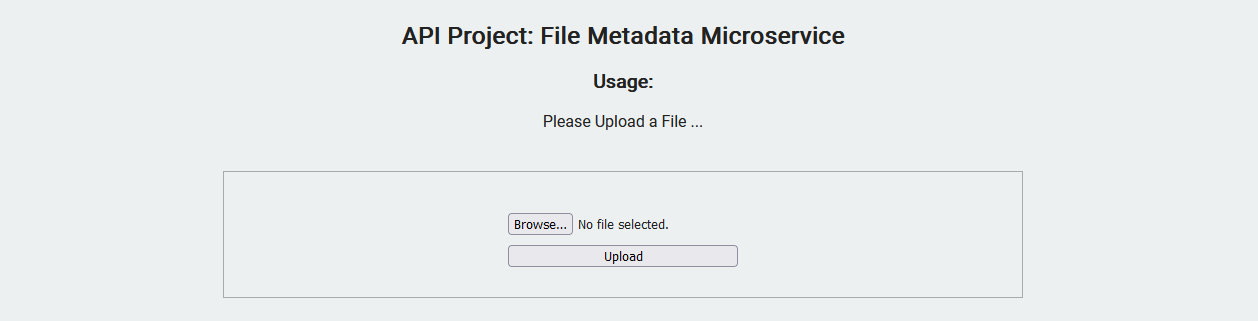 API Project: File Metadata Microservice
Usage:
Please Upload a File ...
Browse... No file selected.
Upload